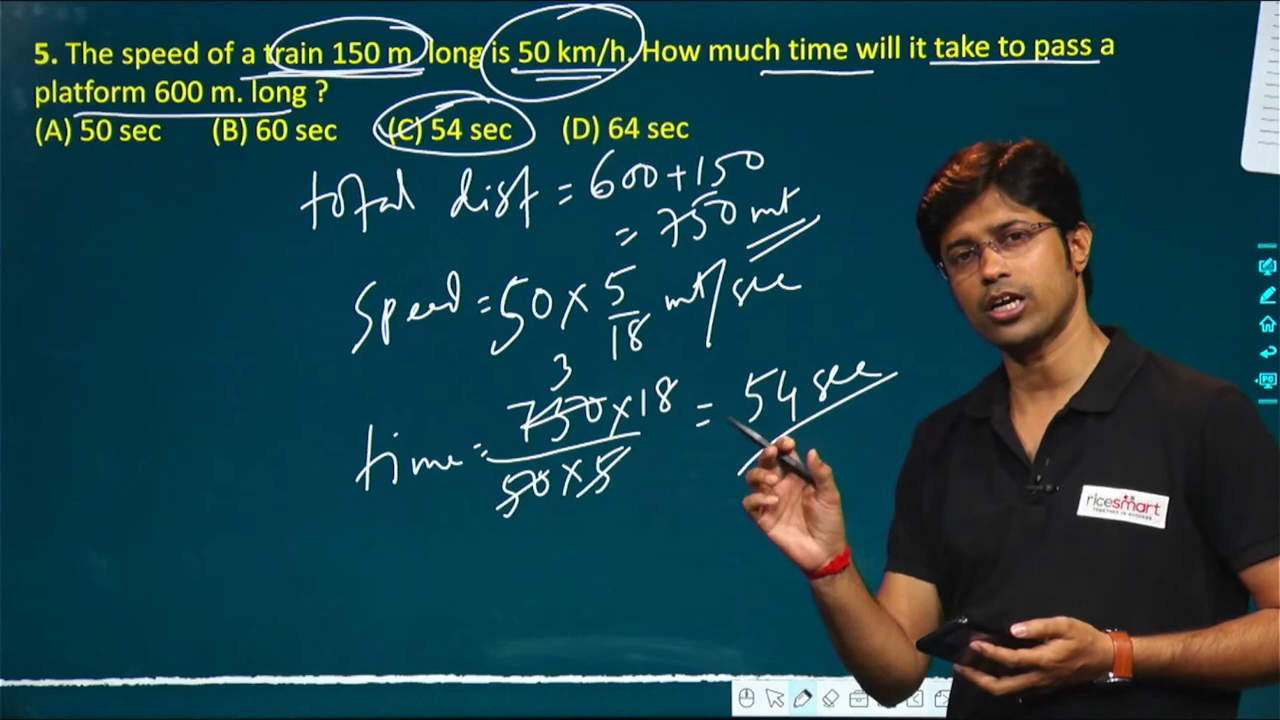 5. The speed of a train 150 m long is 50 km/h. How much time will it take to pass a
platform 600 m. long ?
(A) 50 sec (B) 60 sec (C) 54 sec (D) 64 sec
total dist = 600 + 150
= 750 mt
Speed = 50 × 5/18 mt/sec
3
time = 750 × 18 / 50 × 5 = 54 sec
ricesmart